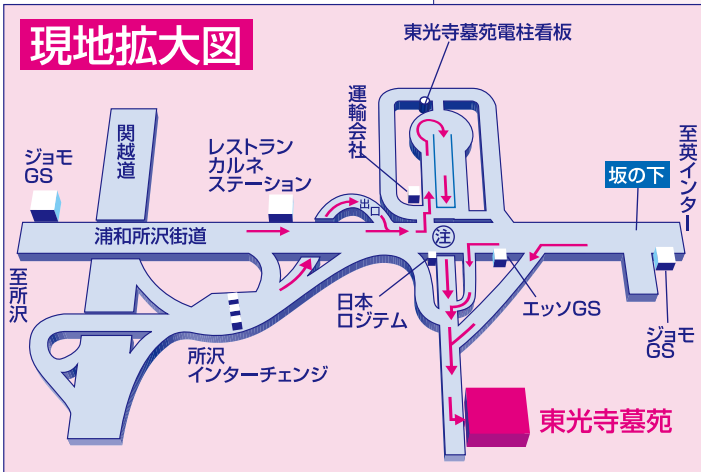 現地拡大図
東光寺墓苑電柱看板
運輸会社
関越道
ジョモ
GS
レストラン
カルネ
ステーション
出口
坂の下
至英インター
浦和所沢街道
注
至所沢
日本
ロジテム
エッソGS
ジョモ
GS
所沢
インターチェンジ
東光寺墓苑